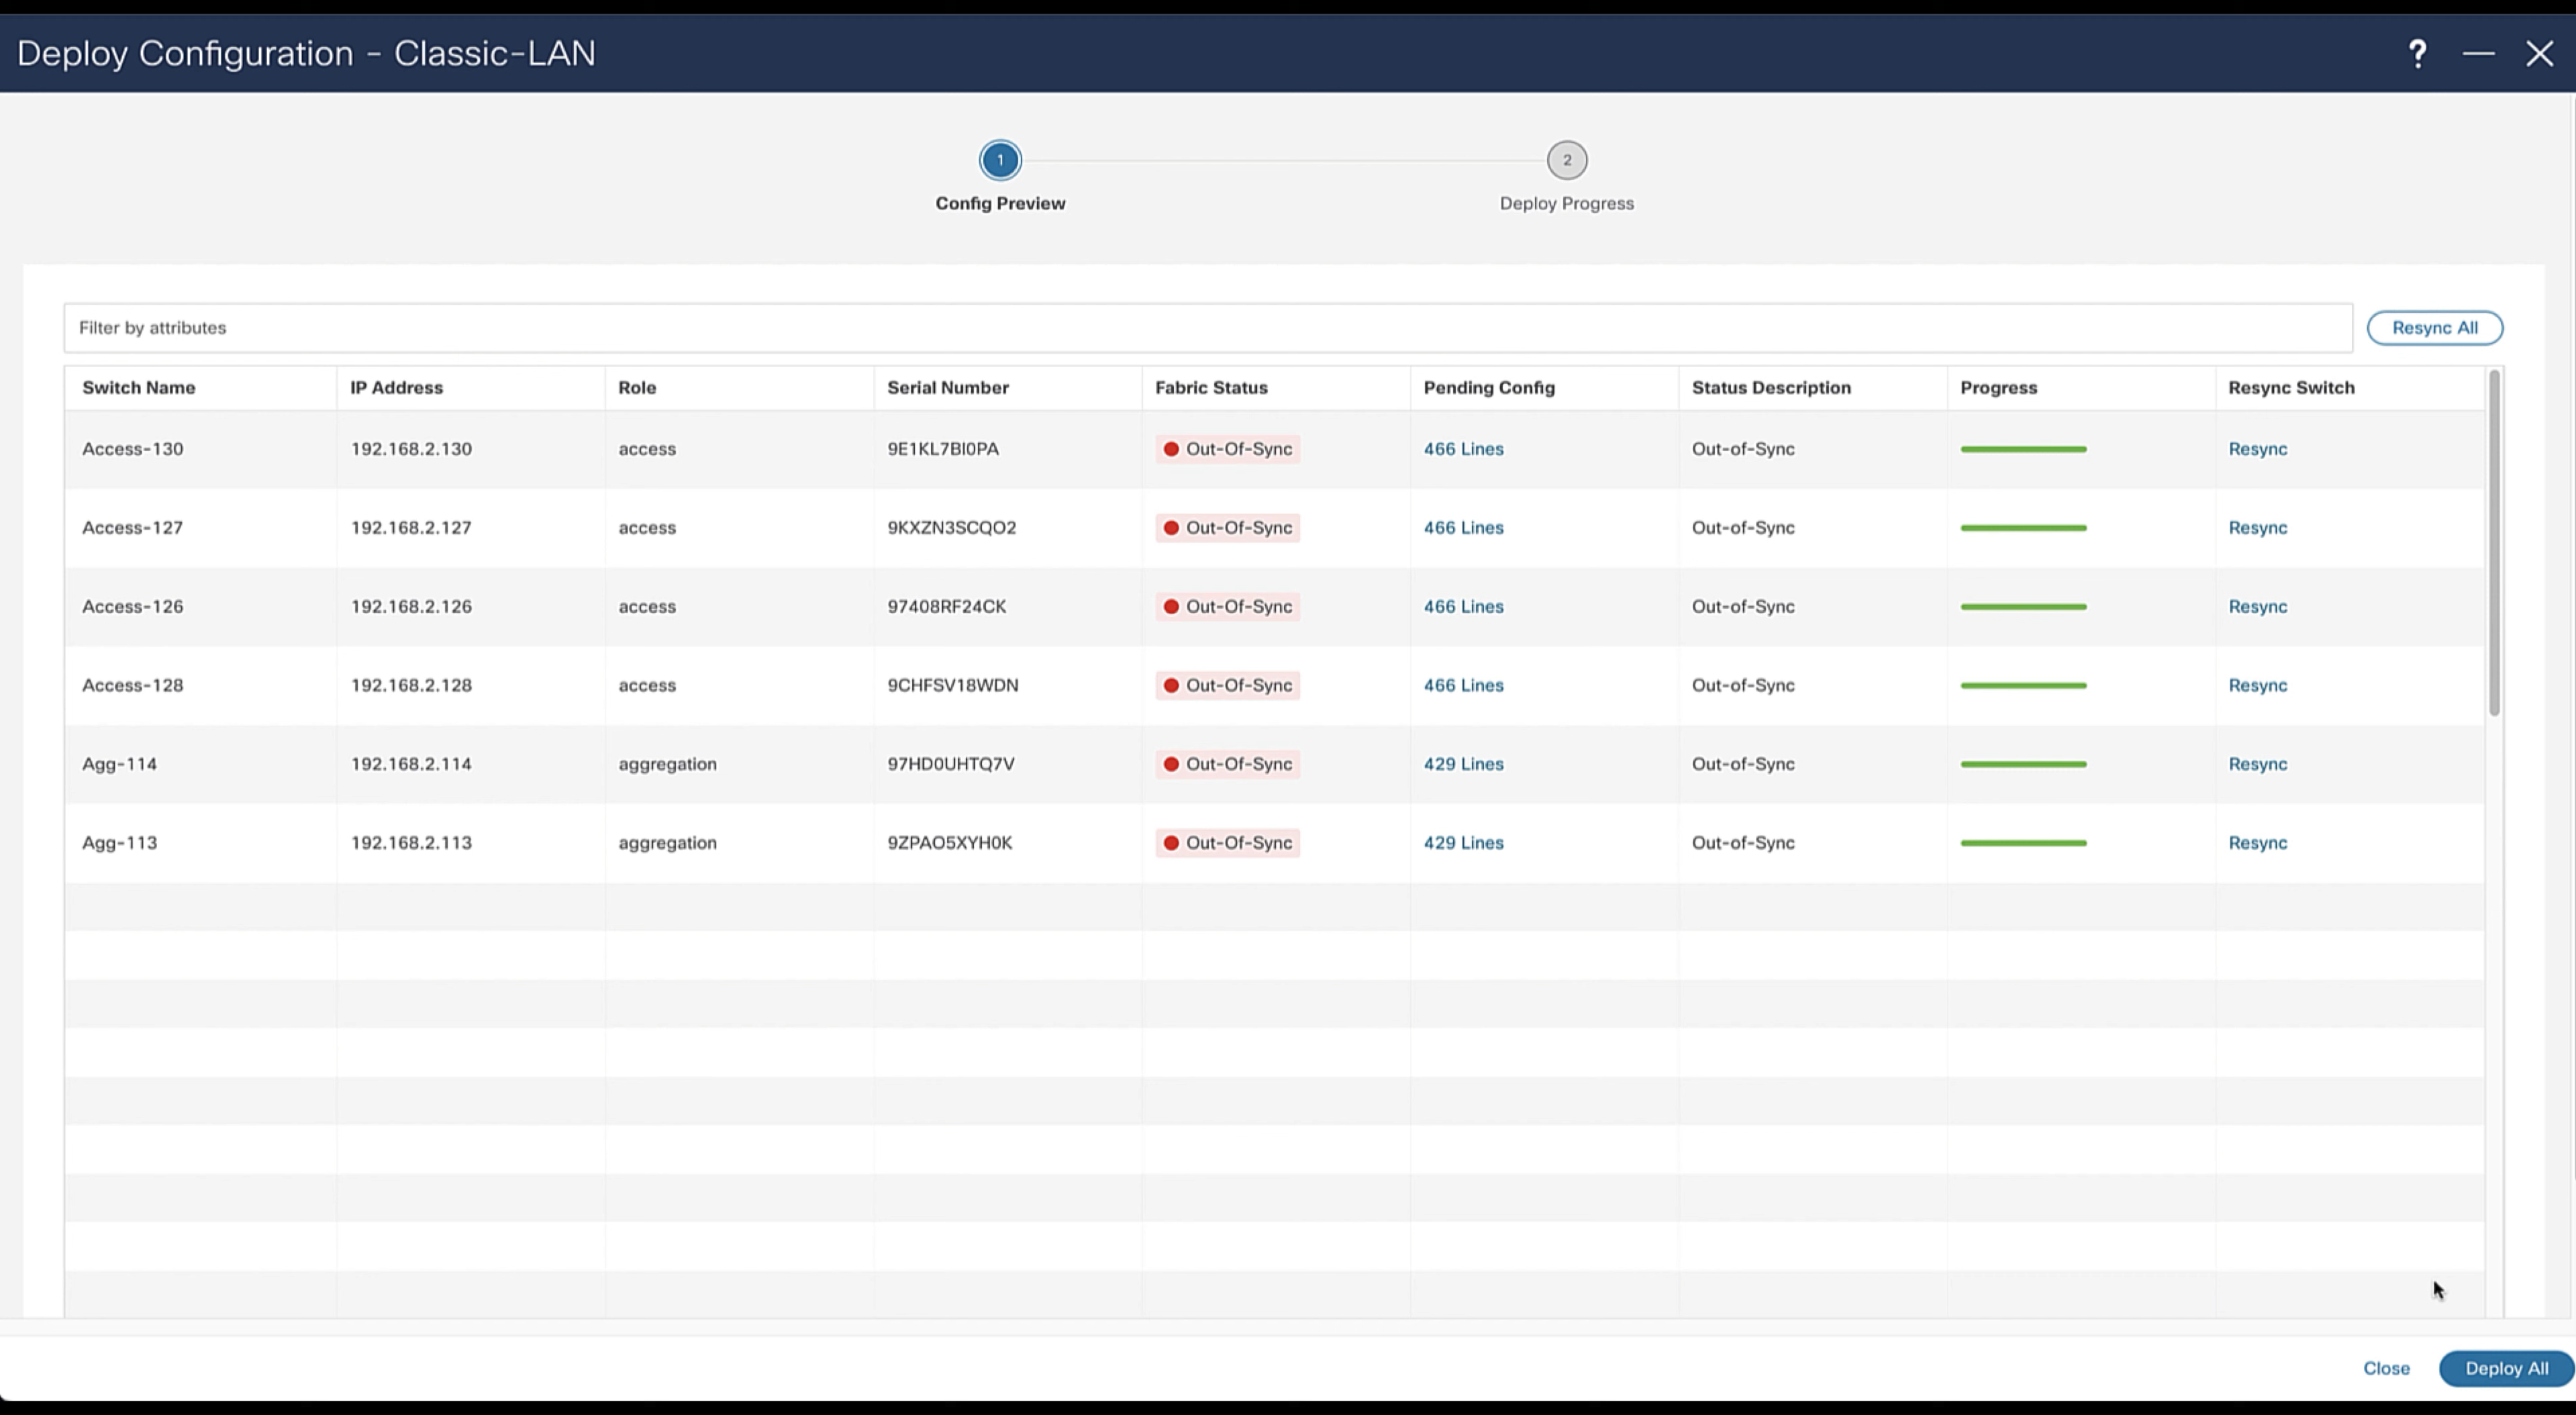 Deploy Configuration - Classic-LAN
?
1
2
Config Preview
Deploy Progress
Filter by attributes
Resync All
Switch Name IP Address Role Serial Number Fabric Status Pending Config Status Description Progress Resync Switch
Access-130 192.168.2.130 access 9E1KL7BI0PA Out-Of-Sync 466 Lines Out-of-Sync Resync
Access-127 192.168.2.127 access 9KXZN3SCQO2 Out-Of-Sync 466 Lines Out-of-Sync Resync
Access-126 192.168.2.126 access 97408RF24CK Out-Of-Sync 466 Lines Out-of-Sync Resync
Access-128 192.168.2.128 access 9CHFSV18WDN Out-Of-Sync 466 Lines Out-of-Sync Resync
Agg-114 192.168.2.114 aggregation 97HD0UHTQ7V Out-Of-Sync 429 Lines Out-of-Sync Resync
Agg-113 192.168.2.113 aggregation 9ZPAO5XYH0K Out-Of-Sync 429 Lines Out-of-Sync Resync
Close
Deploy All